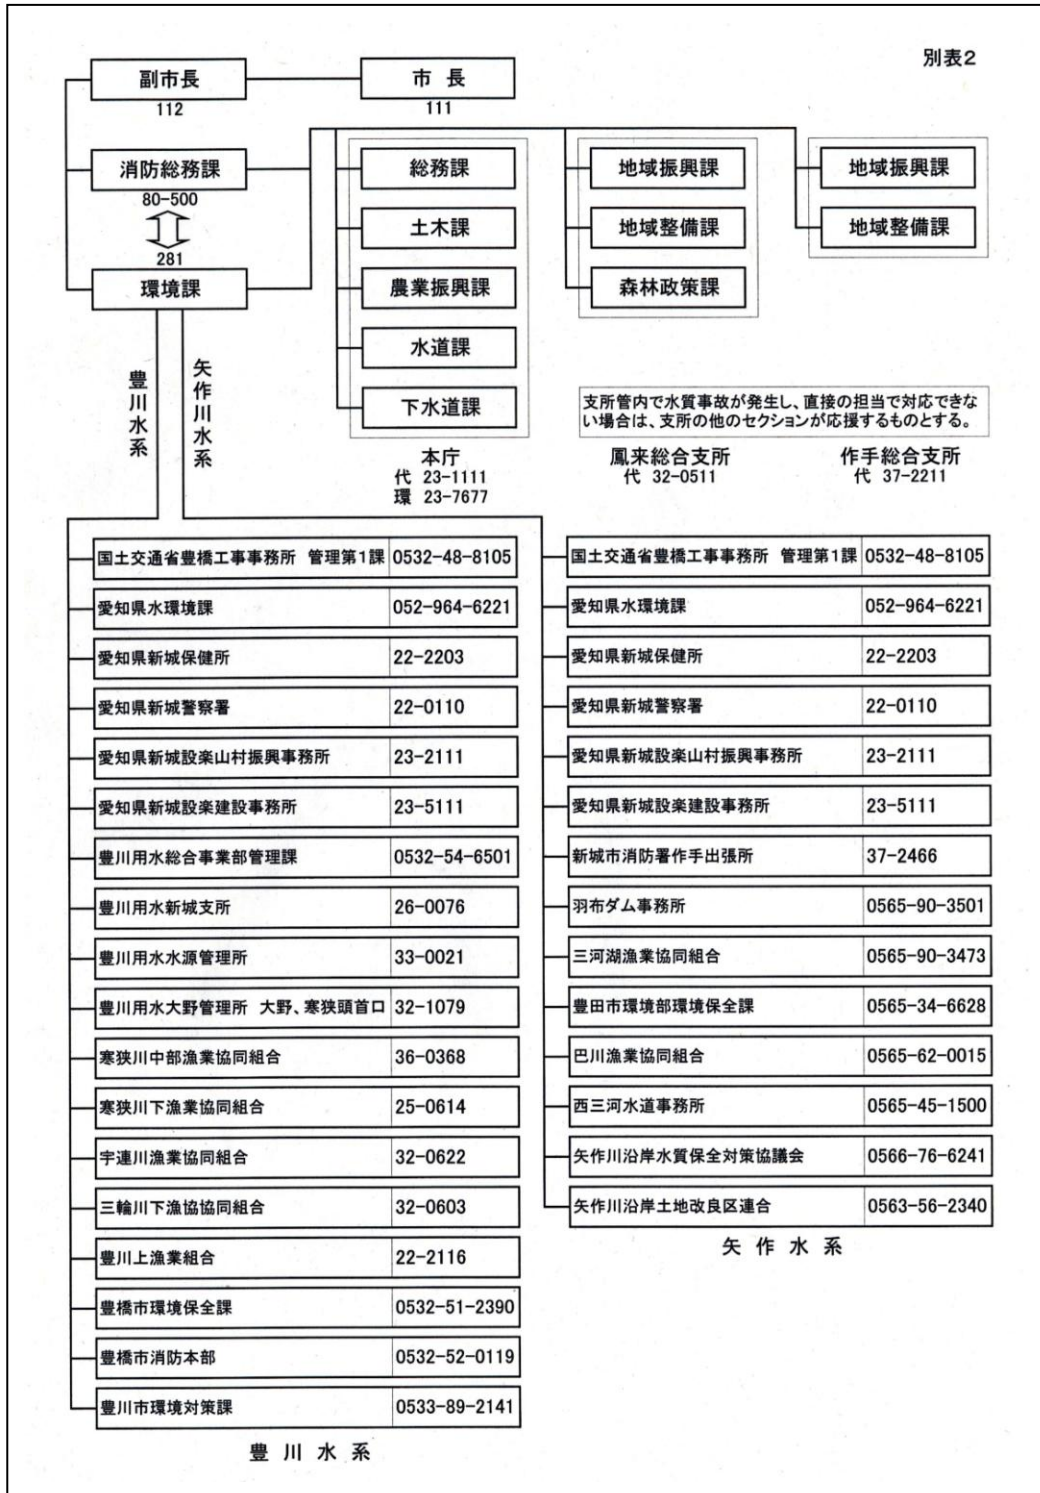 別表2
副市長
112
市 長
111
消防総務課
80-500
281
環境課
総務課
土木課
農業振興課
水道課
下水道課
地域振興課
地域整備課
森林政策課
地域振興課
地域整備課
支所管内で水質事故が発生し、直接の担当で対応できな
い場合は、支所の他のセクションが応援するものとする。
本庁
代 23-1111
環 23-7677
鳳来総合支所
代 32-0511
作手総合支所
代 37-2211
豊川水系
矢作川水系
国土交通省豊橋工事事務所 管理第1課 0532-48-8105
愛知県水環境課 052-964-6221
愛知県新城保健所 22-2203
愛知県新城警察署 22-0110
愛知県新城設楽山村振興事務所 23-2111
愛知県新城設楽建設事務所 23-5111
豊川用水総合事業部管理課 0532-54-6501
豊川用水新城支所 26-0076
豊川用水水源管理所 33-0021
豊川用水大野管理所 大野、寒狭頭首口 32-1079
寒狭川中部漁業協同組合 36-0368
寒狭川下漁業協同組合 25-0614
宇連川漁業協同組合 32-0622
三輪川下漁協協同組合 32-0603
豊川上漁業組合 22-2116
豊橋市環境保全課 0532-51-2390
豊橋市消防本部 0532-52-0119
豊川市環境対策課 0533-89-2141
豊 川 水 系
国土交通省豊橋工事事務所 管理第1課 0532-48-8105
愛知県水環境課 052-964-6221
愛知県新城保健所 22-2203
愛知県新城警察署 22-0110
愛知県新城設楽山村振興事務所 23-2111
愛知県新城設楽建設事務所 23-5111
新城市消防署作手出張所 37-2466
羽布ダム事務所 0565-90-3501
三河湖漁業協同組合 0565-90-3473
豊田市環境部環境保全課 0565-34-6628
巴川漁業協同組合 0565-62-0015
西三河水道事務所 0565-45-1500
矢作川沿岸水質保全対策協議会 0566-76-6241
矢作川沿岸土地改良区連合 0563-56-2340
矢 作 水 系